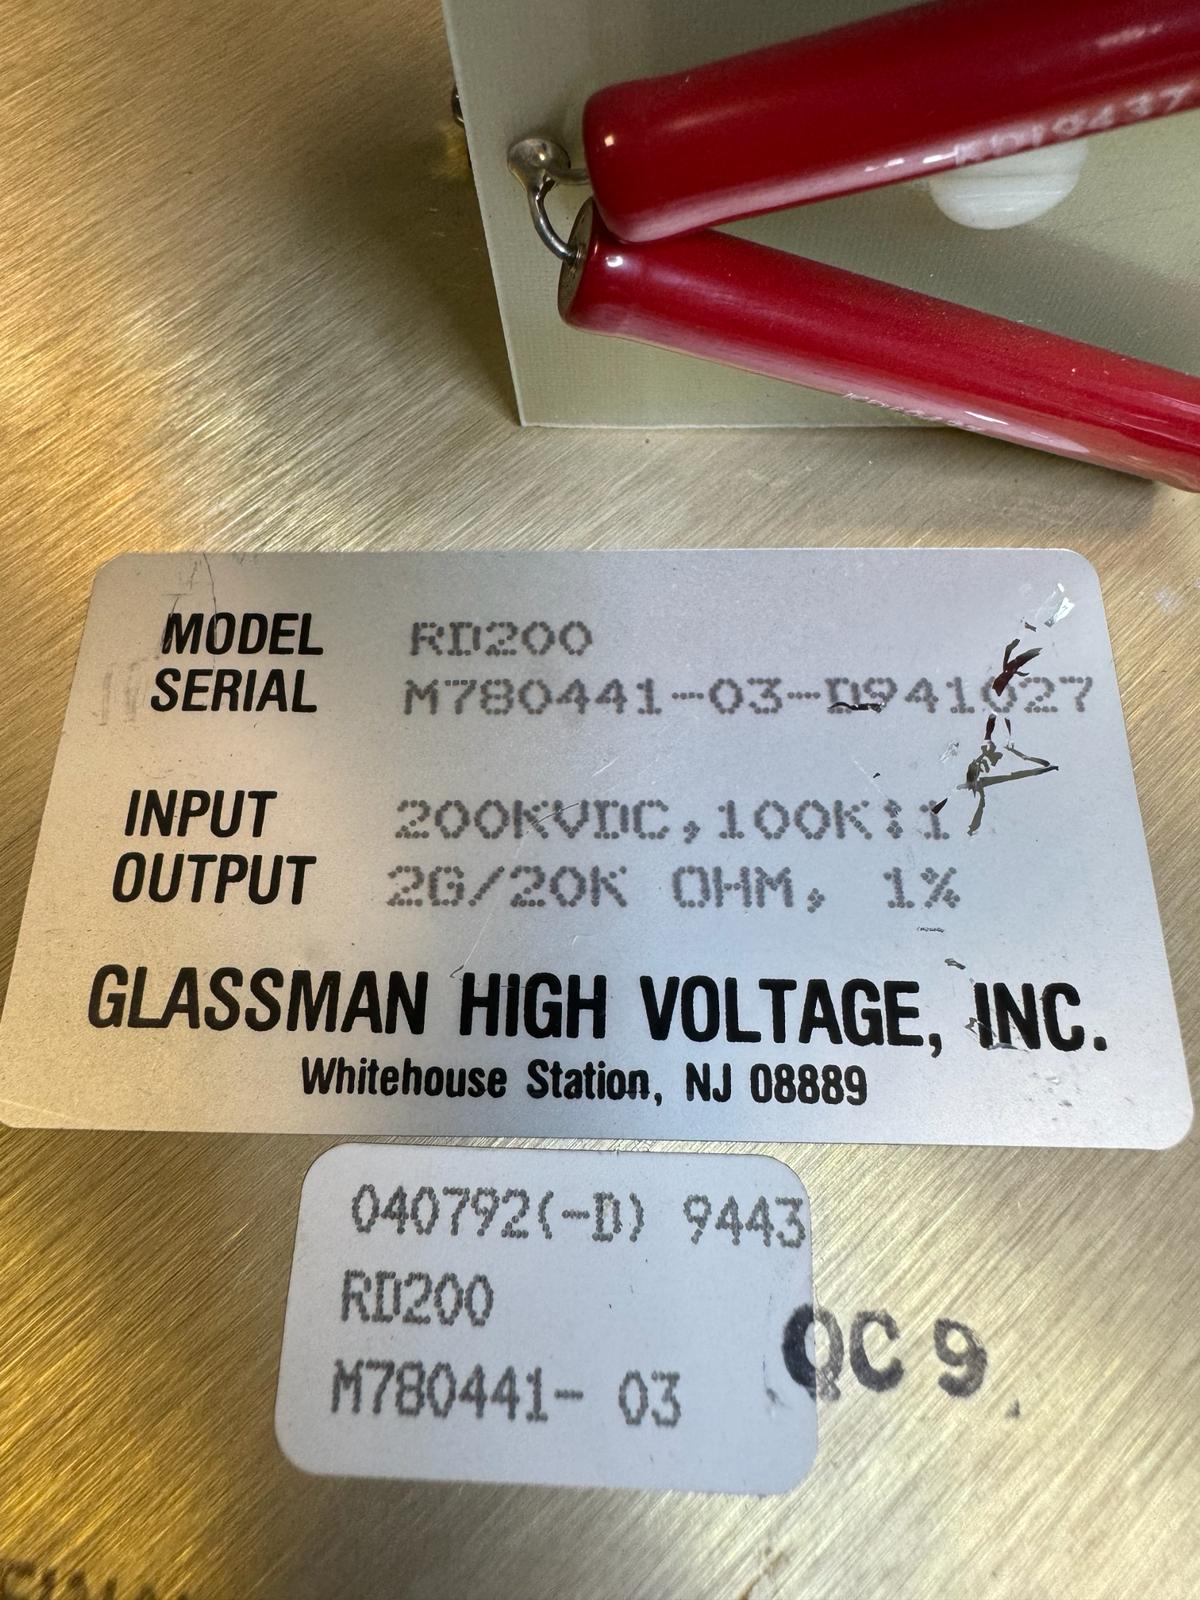 MODEL RD200
SERIAL M780441-03-D941027
INPUT 200KVDC,100K:1
OUTPUT 2G/20K OHM, 1%
GLASSMAN HIGH VOLTAGE, INC.
Whitehouse Station, NJ 08889
040792(-D) 9443
RD200
M780441- 03
QC 9